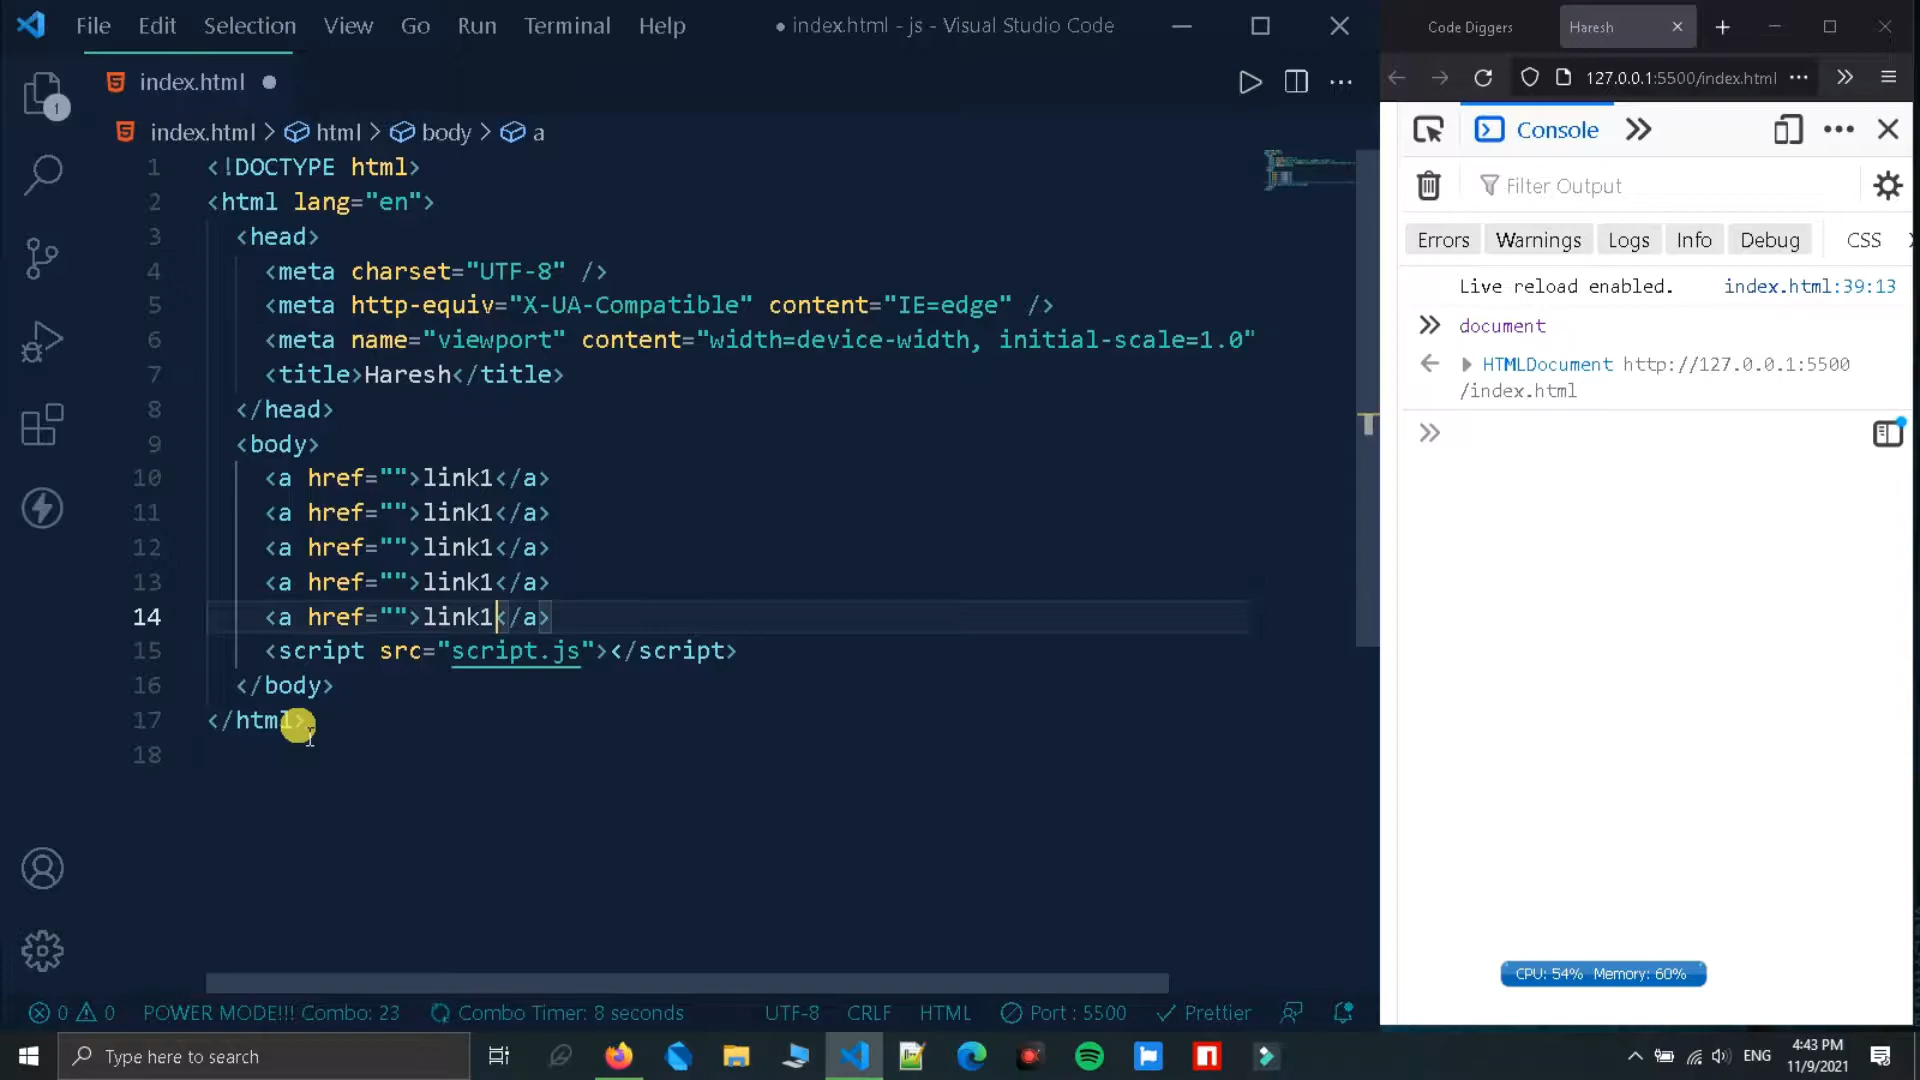 File Edit Selection View Go Run Terminal Help
● index.html - js - Visual Studio Code
index.html ●
index.html > html > body > a
1 <!DOCTYPE html>
2 <html lang="en">
3 <head>
4 <meta charset="UTF-8" />
5 <meta http-equiv="X-UA-Compatible" content="IE=edge" />
6 <meta name="viewport" content="width=device-width, initial-scale=1.0"
7 <title>Haresh</title>
8 </head>
9 <body>
10 <a href="">link1</a>
11 <a href="">link1</a>
12 <a href="">link1</a>
13 <a href="">link1</a>
14 <a href="">link1</a>
15 <script src="script.js"></script>
16 </body>
17 </html>
18
1
0 0 POWER MODE!!! Combo: 23 Combo Timer: 8 seconds UTF-8 CRLF HTML Port : 5500 Prettier
Code Diggers Haresh
127.0.0.1:5500/index.html
Console
Filter Output
Errors Warnings Logs Info Debug CSS
Live reload enabled. index.html:39:13
document
HTMLDocument http://127.0.0.1:5500
/index.html
CPU: 54% Memory: 60%
Type here to search
ENG
4:43 PM
11/9/2021